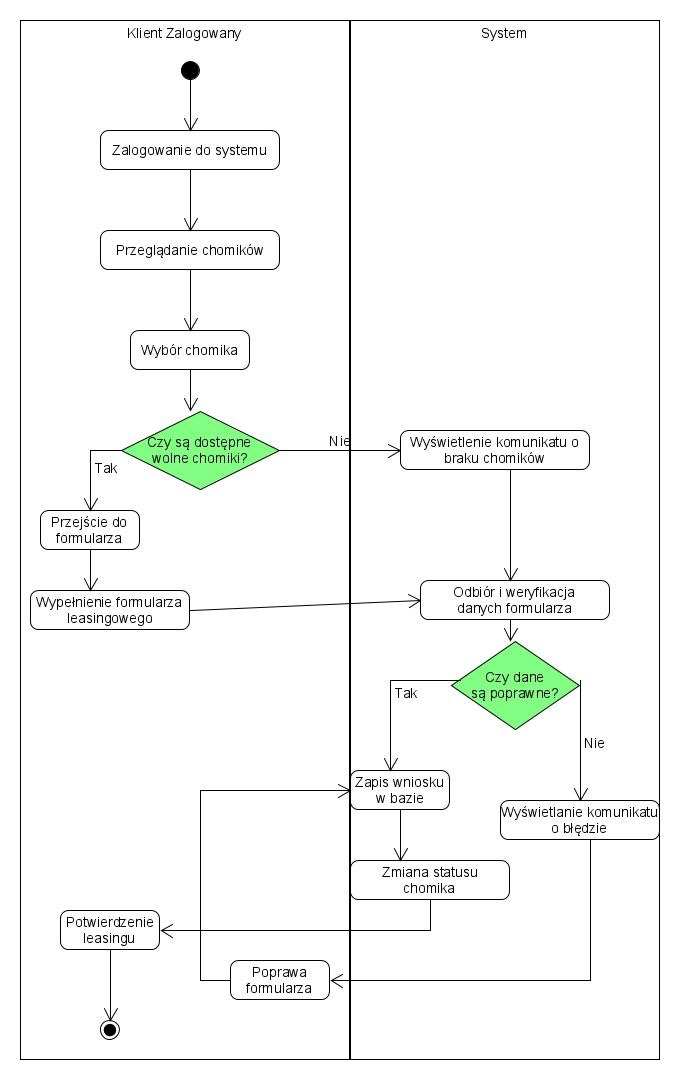 Klient Zalogowany
System
Zalogowanie do systemu
Przeglądanie chomików
Wybór chomika
Czy są dostępne
wolne chomiki?
Nie
Wyświetlenie komunikatu o
braku chomików
Tak
Przejście do
formularza
Wypełnienie formularza
leasingowego
Odbiór i weryfikacja
danych formularza
Czy dane
są poprawne?
Tak
Nie
Zapis wniosku
w bazie
Wyświetlanie komunikatu
o błędzie
Zmiana statusu
chomika
Potwierdzenie
leasingu
Poprawa
formularza